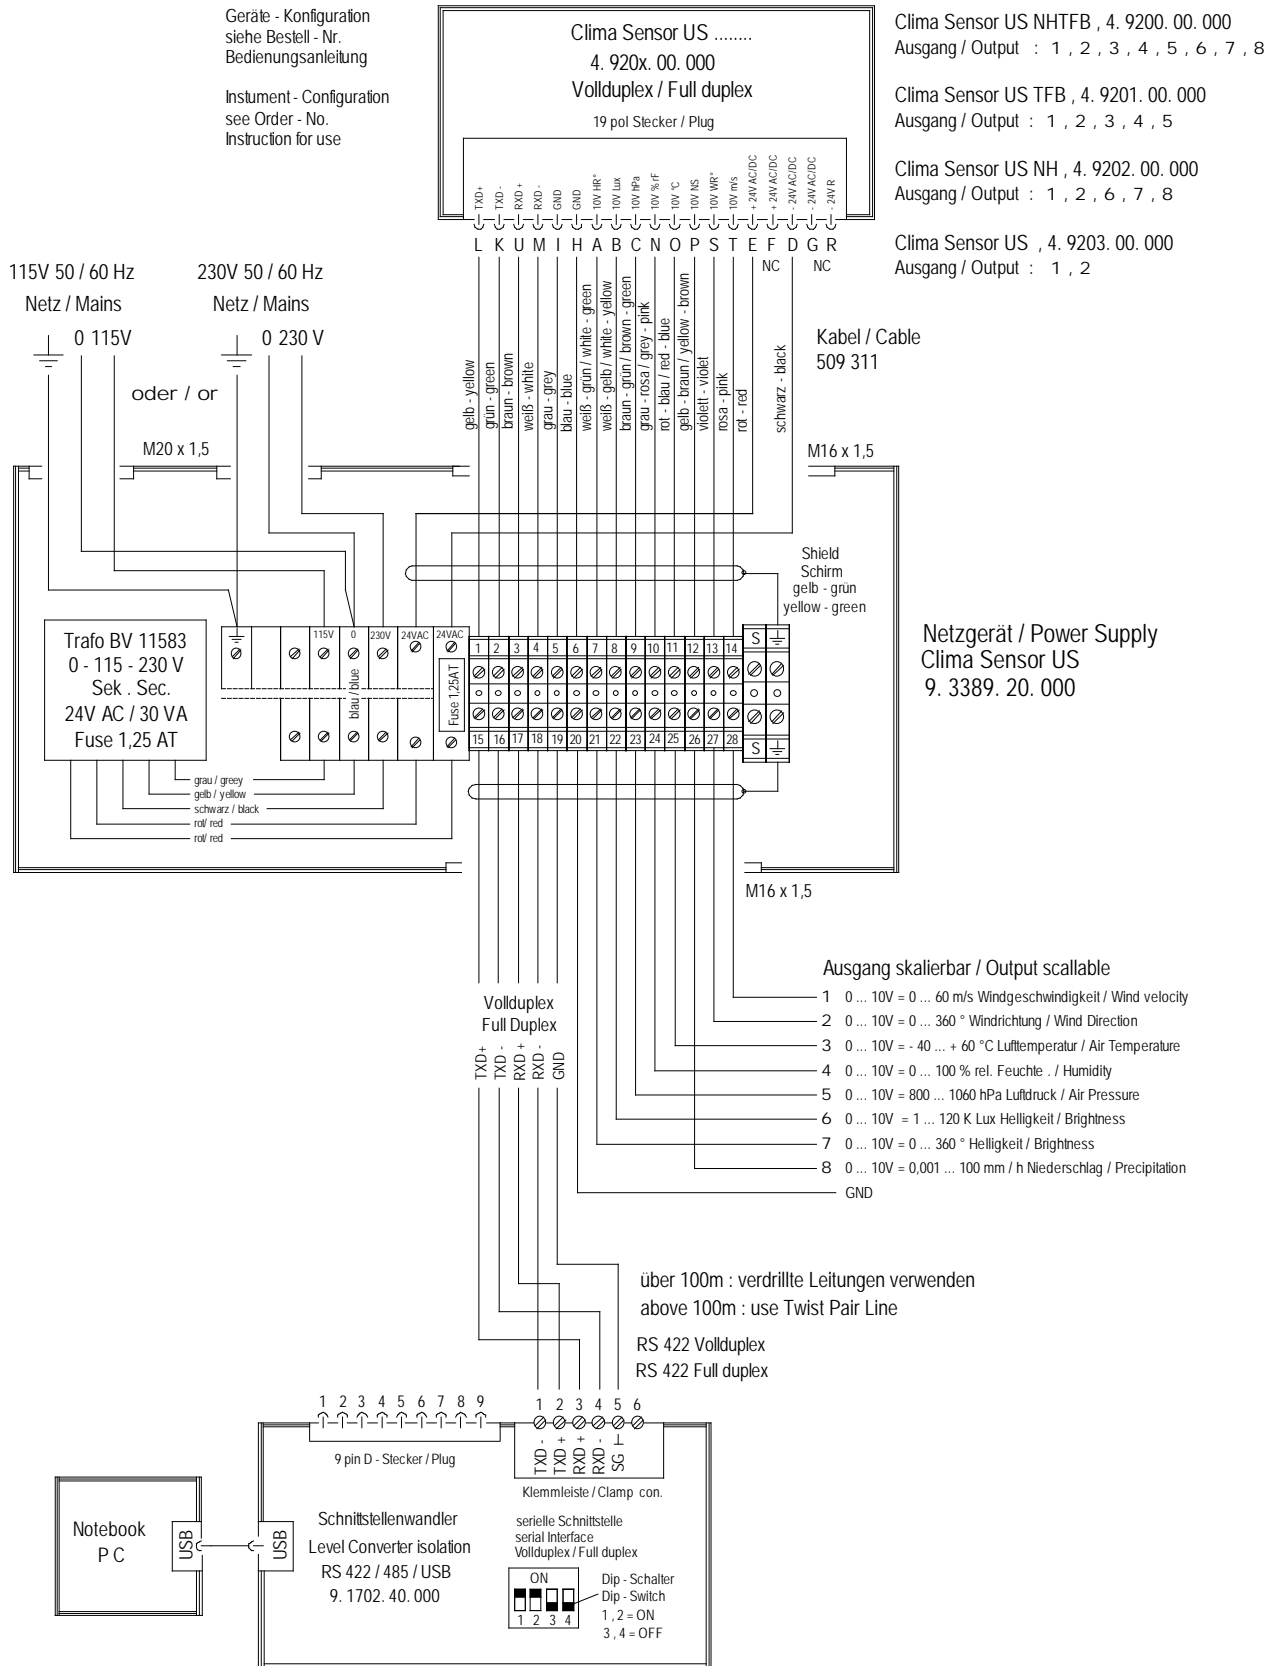 Geräte - Konfiguration
siehe Bestell - Nr.
Bedienungsanleitung
Instument - Configuration
see Order - No.
Instruction for use
Clima Sensor US ........
4. 920x. 00. 000
Vollduplex / Full duplex
19 pol Stecker / Plug
TXD+
TXD -
RXD +
RXD -
GND
GND
10V HR°
10V Lux
10V hPa
10V % rF
10V °C
10V NS
10V WR°
10V m/s
+ 24V AC/DC
+ 24V AC/DC
- 24V AC/DC
- 24V AC/DC
- 24V R
L K U M I H A B C N O P S T E F D G R
NC NC
Clima Sensor US NHTFB , 4. 9200. 00. 000
Ausgang / Output : 1 , 2 , 3 , 4 , 5 , 6 , 7 , 8
Clima Sensor US TFB , 4. 9201. 00. 000
Ausgang / Output : 1 , 2 , 3 , 4 , 5
Clima Sensor US NH , 4. 9202. 00. 000
Ausgang / Output : 1 , 2 , 6 , 7 , 8
Clima Sensor US , 4. 9203. 00. 000
Ausgang / Output : 1 , 2
115V 50 / 60 Hz
Netz / Mains
0 115V
230V 50 / 60 Hz
Netz / Mains
0 230 V
oder / or
gelb - yellow
grün - green
braun - brown
weiß - white
grau - grey
blau - blue
weiß - grün / white - green
weiß - gelb / white - yellow
braun - grün / brown - green
grau - rosa / grey - pink
rot - blau / red - blue
gelb - braun / yellow - brown
violett - violet
rosa - pink
rot - red
schwarz - black
Kabel / Cable
509 311
M20 x 1,5
M16 x 1,5
Shield
Schirm
gelb - grün
yellow - green
Trafo BV 11583
0 - 115 - 230 V
Sek . Sec.
24V AC / 30 VA
Fuse 1,25 AT
115V 0 230V 24VAC 24VAC
blau / blue
Fuse 1,25AT
1 2 3 4 5 6 7 8 9 10 11 12 13 14 S
15 16 17 18 19 20 21 22 23 24 25 26 27 28 S
grau / greey
gelb / yellow
schwarz / black
rot/ red
rot/ red
Netzgerät / Power Supply
Clima Sensor US
9. 3389. 20. 000
M16 x 1,5
Vollduplex
Full Duplex
TXD+
TXD -
RXD +
RXD -
GND
Ausgang skalierbar / Output scallable
1 0 ... 10V = 0 ... 60 m/s Windgeschwindigkeit / Wind velocity
2 0 ... 10V = 0 ... 360 ° Windrichtung / Wind Direction
3 0 ... 10V = - 40 ... + 60 °C Lufttemperatur / Air Temperature
4 0 ... 10V = 0 ... 100 % rel. Feuchte . / Humidity
5 0 ... 10V = 800 ... 1060 hPa Luftdruck / Air Pressure
6 0 ... 10V = 1 ... 120 K Lux Helligkeit / Brightness
7 0 ... 10V = 0 ... 360 ° Helligkeit / Brightness
8 0 ... 10V = 0,001 ... 100 mm / h Niederschlag / Precipitation
GND
über 100m : verdrillte Leitungen verwenden
above 100m : use Twist Pair Line
RS 422 Vollduplex
RS 422 Full duplex
1 2 3 4 5 6 7 8 9
9 pin D - Stecker / Plug
1 2 3 4 5 6
TXD -
TXD +
RXD +
RXD -
SG ⊥
Klemmleiste / Clamp con.
Notebook
P C
USB
USB
Schnittstellenwandler
Level Converter isolation
RS 422 / 485 / USB
9. 1702. 40. 000
serielle Schnittstelle
serial Interface
Vollduplex / Full duplex
ON
1 2 3 4
Dip - Schalter
Dip - Switch
1 , 2 = ON
3 , 4 = OFF